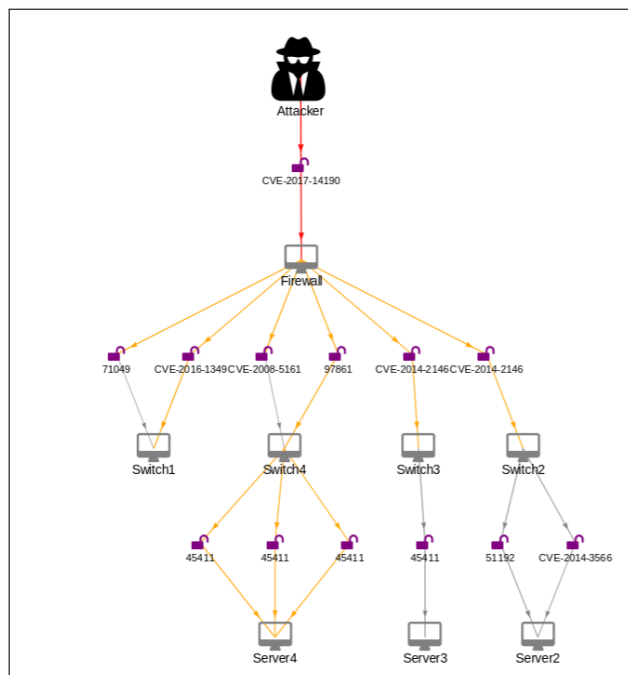 Attacker
CVE-2017-14190
Firewall
71049
CVE-2016-1349
CVE-2008-5161
97861
CVE-2014-2146
CVE-2014-2146
Switch1
Switch4
Switch3
Switch2
45411
45411
45411
45411
51192
CVE-2014-3566
Server4
Server3
Server2